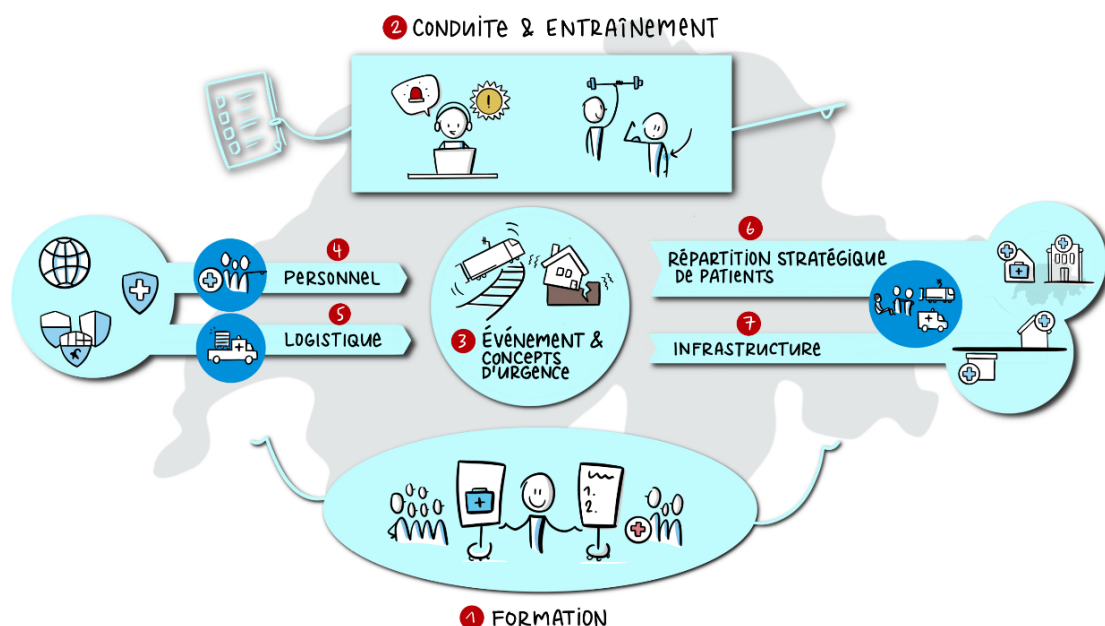 2 CONDUITE & ENTRAÎNEMENT
!
4
PERSONNEL
5
LOGISTIQUE
3 ÉVÉNEMENT &
CONCEPTS
D'URGENCE
6
RÉPARTITION STRATÉGIQUE
DE PATIENTS
7
INFRASTRUCTURE
1.
2.
1 FORMATION